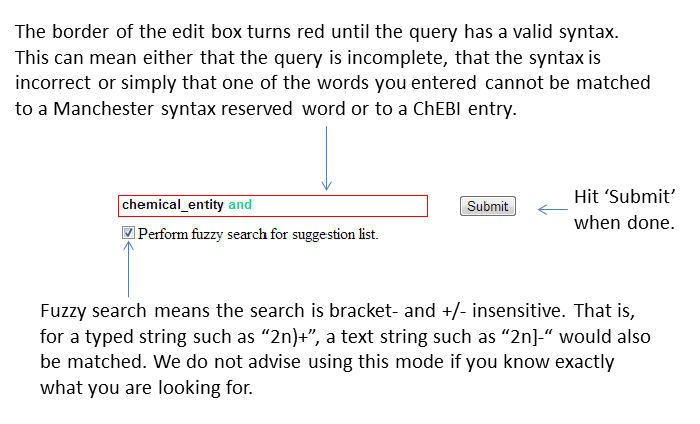 The border of the edit box turns red until the query has a valid syntax.
This can mean either that the query is incomplete, that the syntax is
incorrect or simply that one of the words you entered cannot be matched
to a Manchester syntax reserved word or to a ChEBI entry.
chemical_entity and
Submit
Hit ‘Submit’
when done.
Perform fuzzy search for suggestion list.
Fuzzy search means the search is bracket- and +/- insensitive. That is,
for a typed string such as “2n)+”, a text string such as “2n]-“ would also
be matched. We do not advise using this mode if you know exactly
what you are looking for.